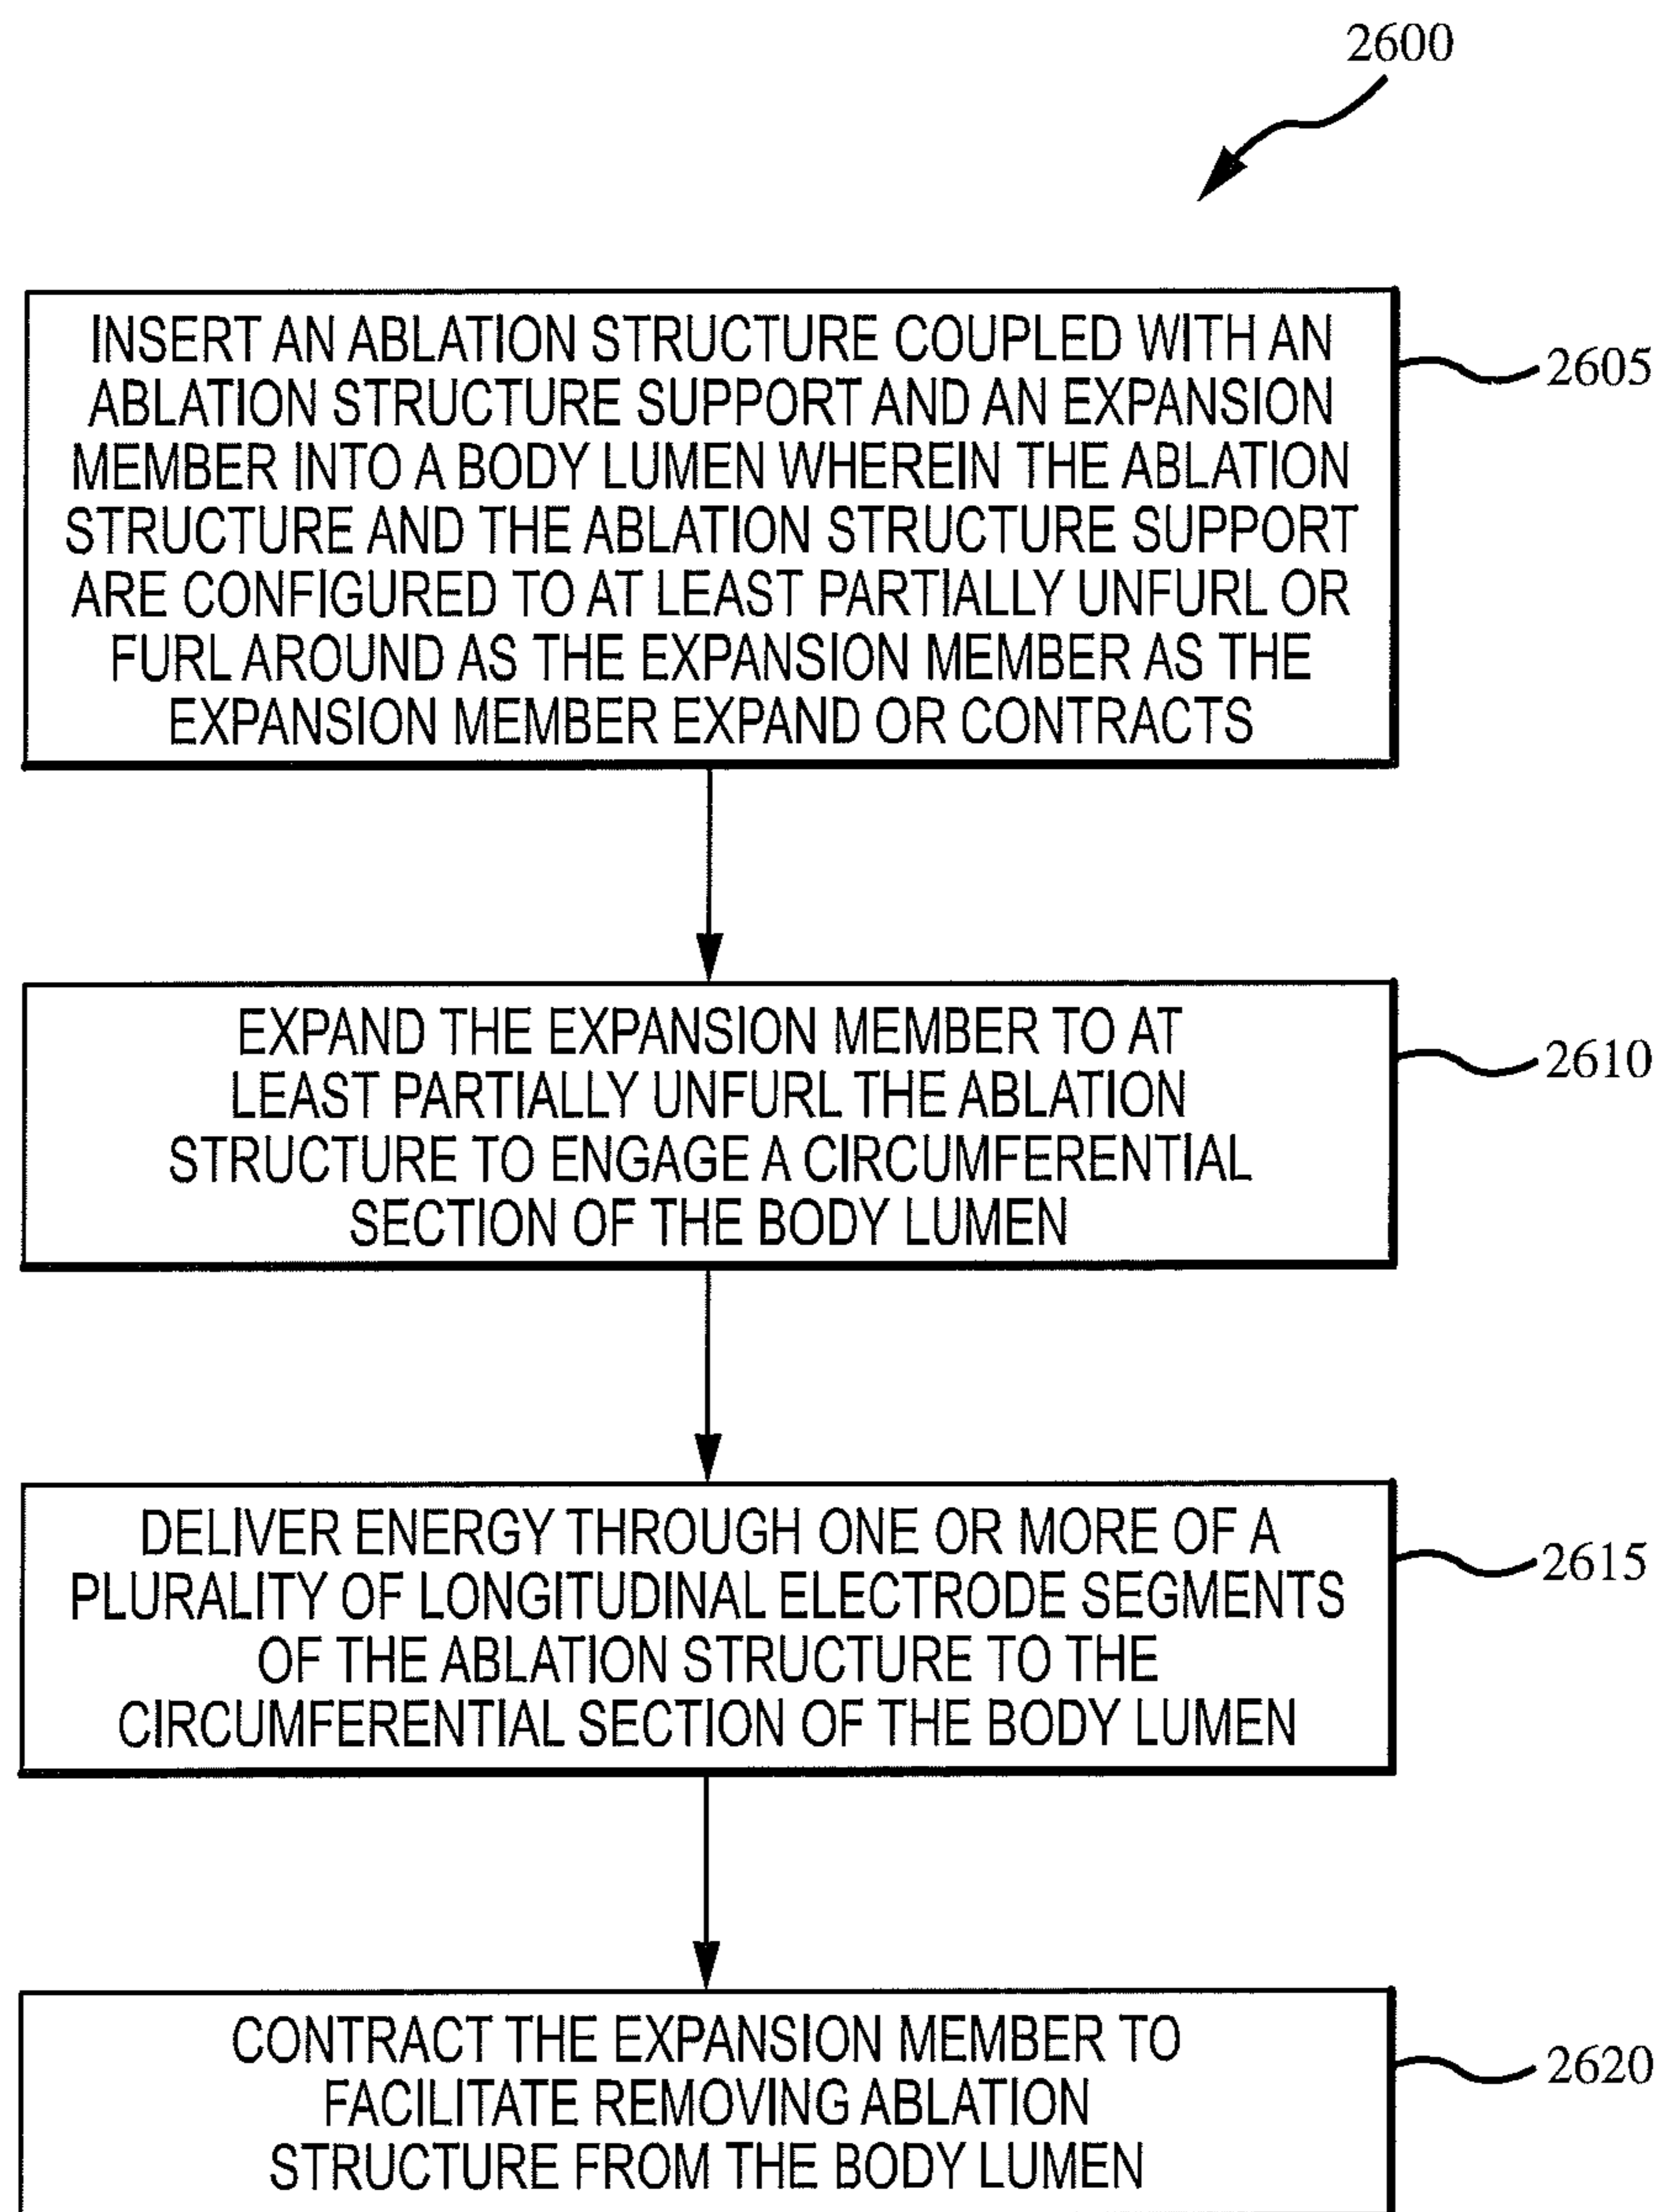 2600
INSERT AN ABLATION STRUCTURE COUPLED WITH AN
ABLATION STRUCTURE SUPPORT AND AN EXPANSION
MEMBER INTO A BODY LUMEN WHEREIN THE ABLATION
STRUCTURE AND THE ABLATION STRUCTURE SUPPORT
ARE CONFIGURED TO AT LEAST PARTIALLY UNFURL OR
FURL AROUND AS THE EXPANSION MEMBER AS THE
EXPANSION MEMBER EXPAND OR CONTRACTS
2605
EXPAND THE EXPANSION MEMBER TO AT
LEAST PARTIALLY UNFURL THE ABLATION
STRUCTURE TO ENGAGE A CIRCUMFERENTIAL
SECTION OF THE BODY LUMEN
2610
DELIVER ENERGY THROUGH ONE OR MORE OF A
PLURALITY OF LONGITUDINAL ELECTRODE SEGMENTS
OF THE ABLATION STRUCTURE TO THE
CIRCUMFERENTIAL SECTION OF THE BODY LUMEN
2615
CONTRACT THE EXPANSION MEMBER TO
FACILITATE REMOVING ABLATION
STRUCTURE FROM THE BODY LUMEN
2620